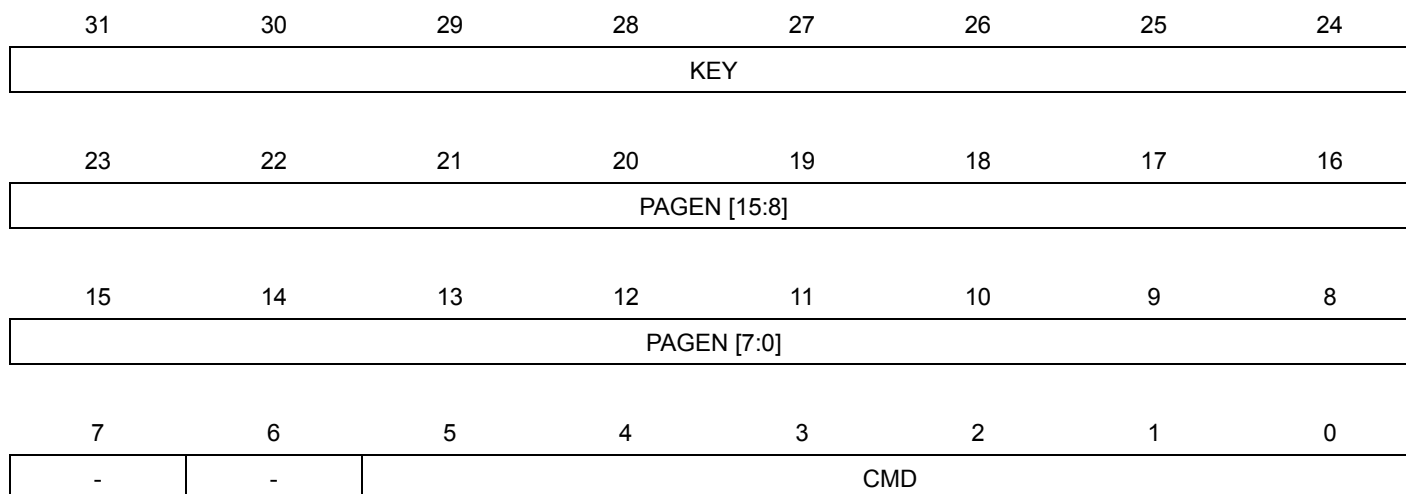 31 30 29 28 27 26 25 24
KEY
23 22 21 20 19 18 17 16
PAGEN [15:8]
15 14 13 12 11 10 9 8
PAGEN [7:0]
7 6 5 4 3 2 1 0
- - CMD